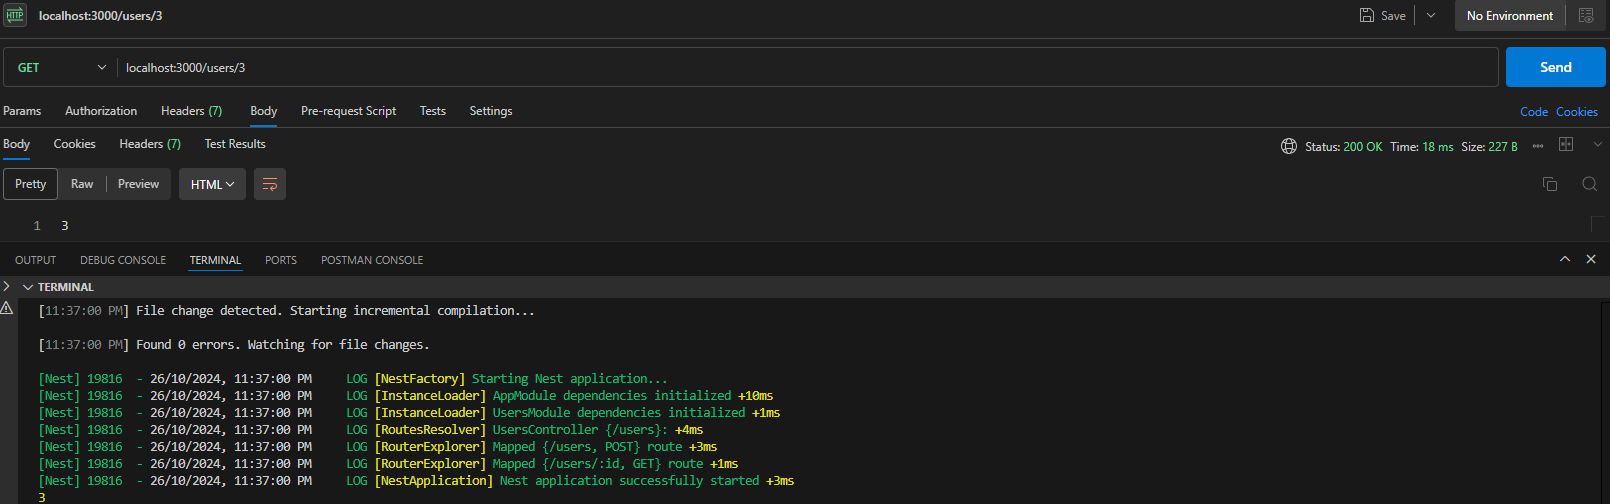 HTTP localhost:3000/users/3 Save No Environment
GET localhost:3000/users/3 Send
Params Authorization Headers (7) Body Pre-request Script Tests Settings Code Cookies
Body Cookies Headers (7) Test Results Status: 200 OK Time: 18 ms Size: 227 B
Pretty Raw Preview HTML
1 3
OUTPUT DEBUG CONSOLE TERMINAL PORTS POSTMAN CONSOLE
TERMINAL
[11:37:00 PM] File change detected. Starting incremental compilation...
[11:37:00 PM] Found 0 errors. Watching for file changes.
[Nest] 19816 - 26/10/2024, 11:37:00 PM LOG [NestFactory] Starting Nest application...
[Nest] 19816 - 26/10/2024, 11:37:00 PM LOG [InstanceLoader] AppModule dependencies initialized +10ms
[Nest] 19816 - 26/10/2024, 11:37:00 PM LOG [InstanceLoader] UsersModule dependencies initialized +1ms
[Nest] 19816 - 26/10/2024, 11:37:00 PM LOG [RoutesResolver] UsersController {/users}: +4ms
[Nest] 19816 - 26/10/2024, 11:37:00 PM LOG [RouterExplorer] Mapped {/users, POST} route +3ms
[Nest] 19816 - 26/10/2024, 11:37:00 PM LOG [RouterExplorer] Mapped {/users/:id, GET} route +1ms
[Nest] 19816 - 26/10/2024, 11:37:00 PM LOG [NestApplication] Nest application successfully started +3ms
3